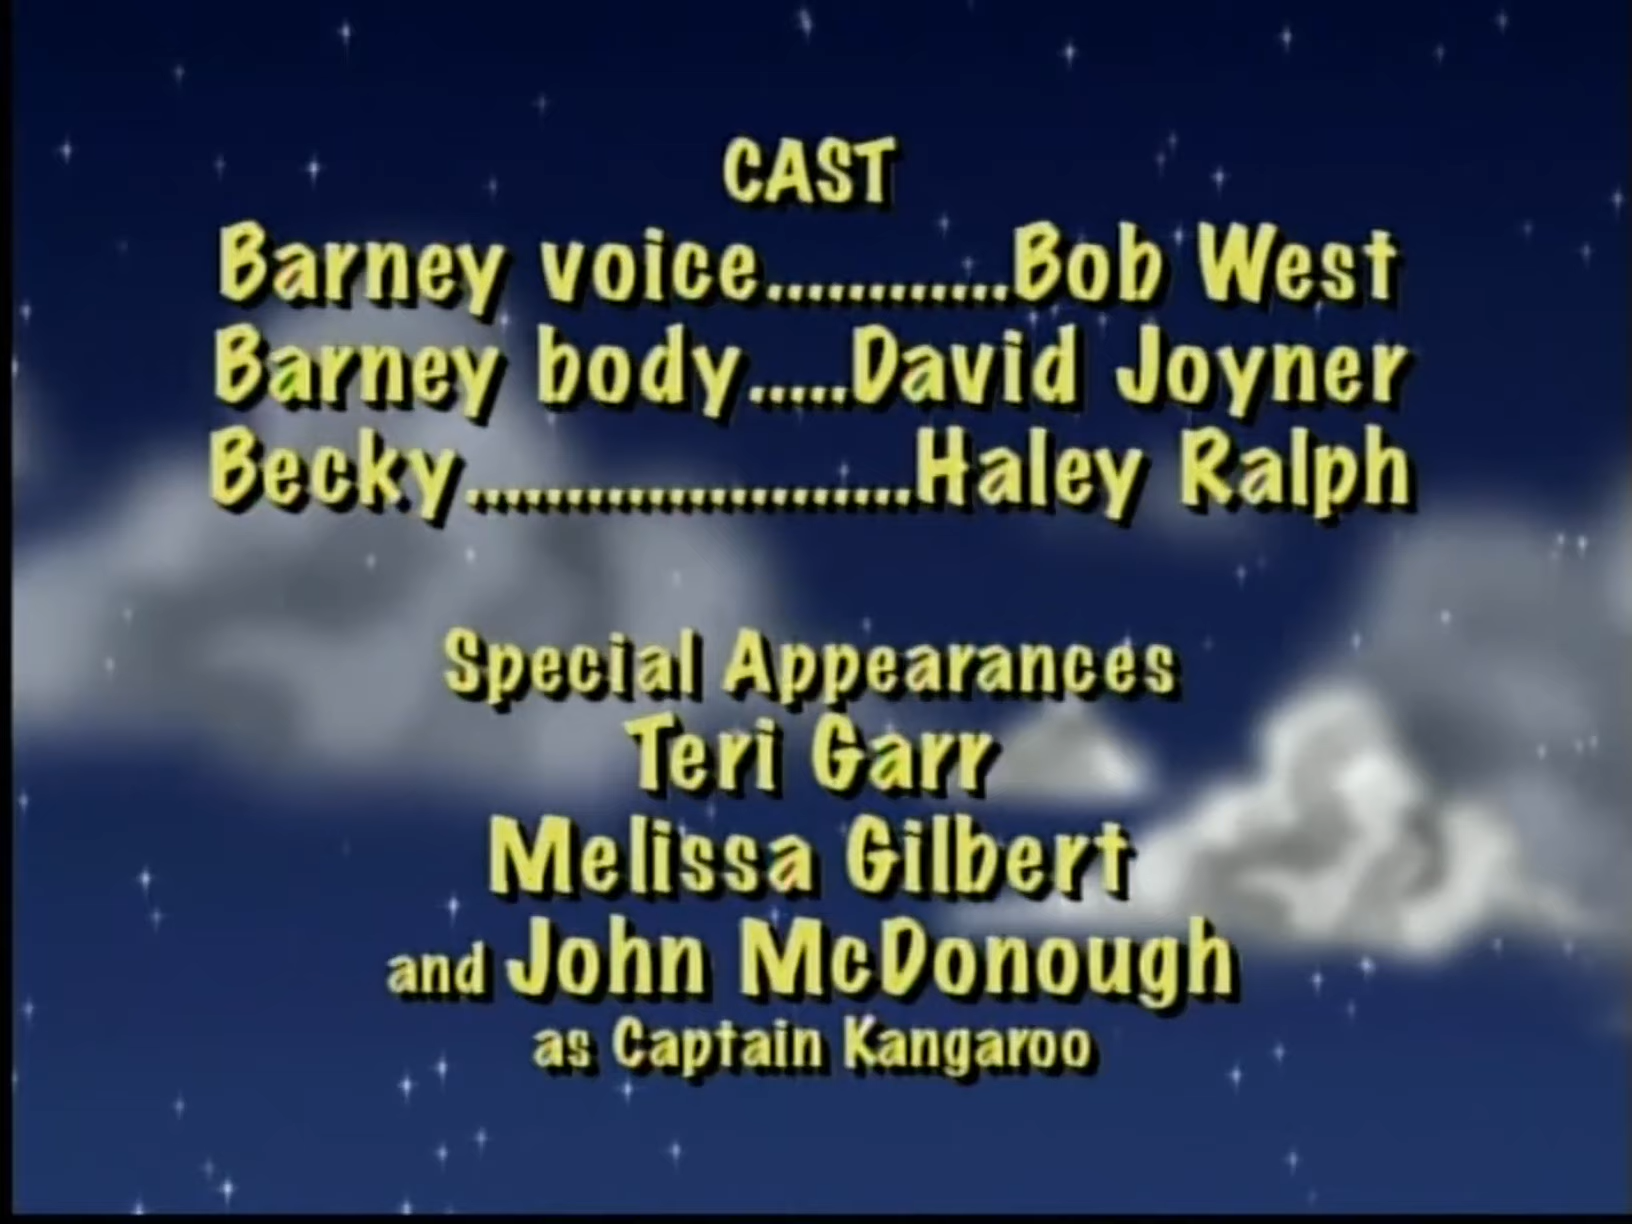 CAST
Barney voice............Bob West
Barney body.....David Joyner
Becky......................Haley Ralph
Special Appearances
Teri Garr
Melissa Gilbert
and John McDonough
as Captain Kangaroo